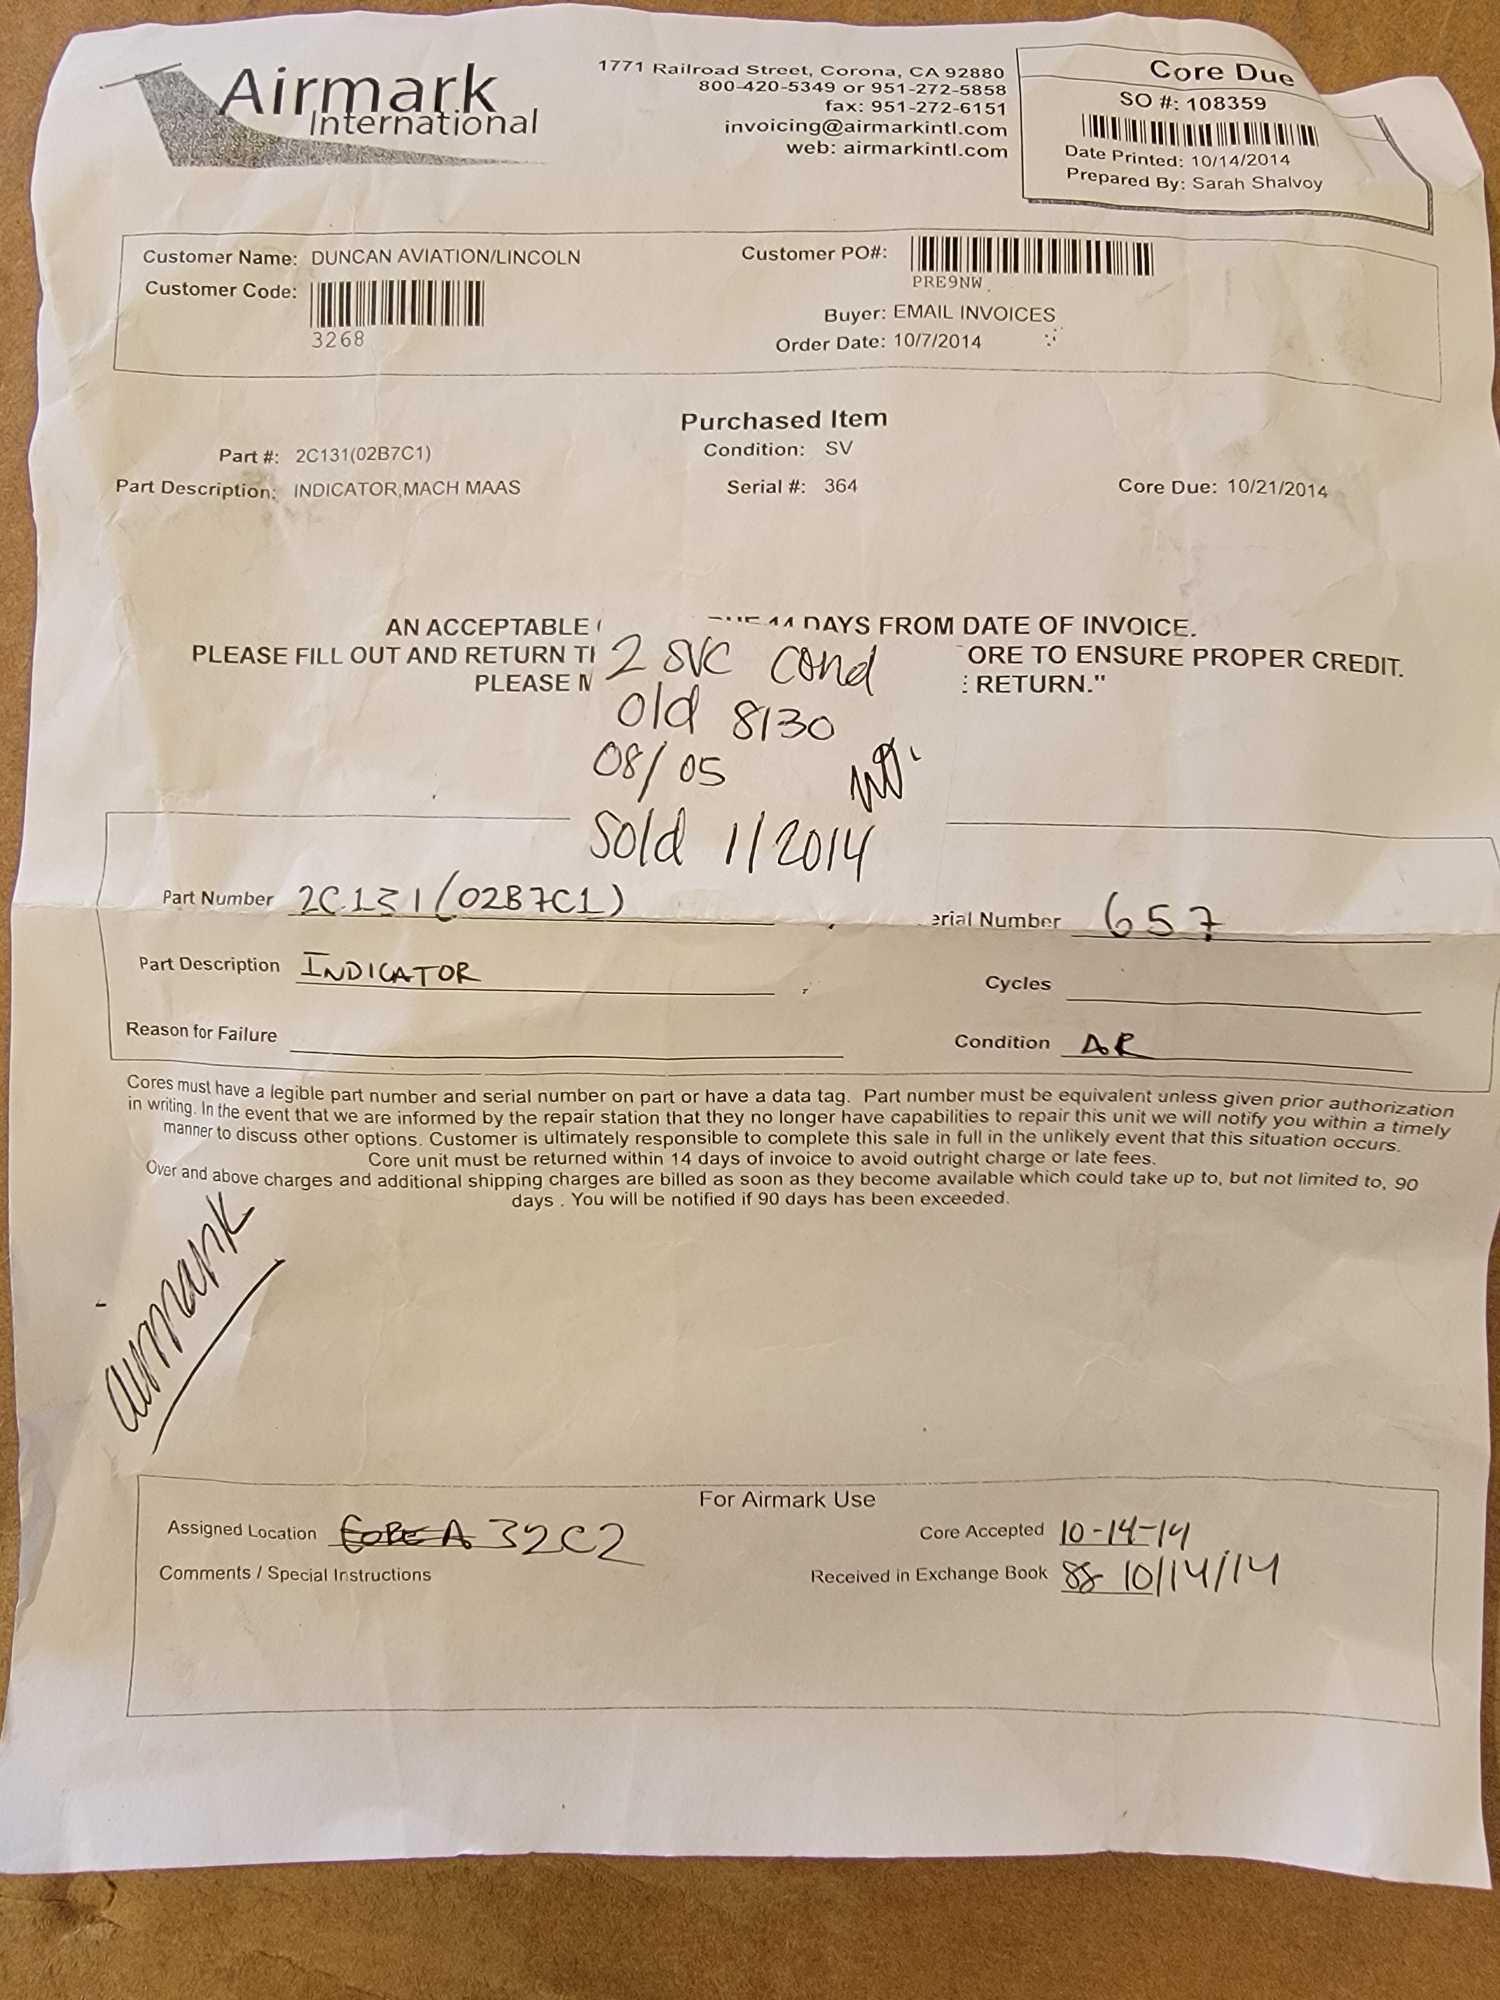 Airmark
International
1771 Railroad Street, Corona, CA 92880
800-420-5349 or 951-272-5858
fax: 951-272-6151
invoicing@airmarkintl.com
web: airmarkintl.com
Core Due
SO #: 108359
Date Printed: 10/14/2014
Prepared By: Sarah Shalvoy
Customer Name: DUNCAN AVIATION/LINCOLN
Customer Code:
3268
Customer PO#:
PRE9NW
Buyer: EMAIL INVOICES
Order Date: 10/7/2014
Purchased Item
Part #: 2C131(02B7C1)
Condition: SV
Part Description: INDICATOR,MACH MAAS
Serial #: 364
Core Due: 10/21/2014
AN ACCEPTABLE 14 DAYS FROM DATE OF INVOICE.
PLEASE FILL OUT AND RETURN ORE TO ENSURE PROPER CREDIT.
PLEASE RETURN."
2 SVC Cond
old 8130
08/05
Sold 1/2014
Part Number 2C131(02B7C1)
erial Number 657
Part Description INDICATOR
Cycles
Reason for Failure
Condition AR
Cores must have a legible part number and serial number on part or have a data tag. Part number must be equivalent unless given prior authorization
in writing. In the event that we are informed by the repair station that they no longer have capabilities to repair this unit we will notify you within a timely
manner to discuss other options. Customer is ultimately responsible to complete this sale in full in the unlikely event that this situation occurs.
Core unit must be returned within 14 days of invoice to avoid outright charge or late fees.
Over and above charges and additional shipping charges are billed as soon as they become available which could take up to, but not limited to, 90
days . You will be notified if 90 days has been exceeded.
airmark
For Airmark Use
Assigned Location CORE A 32C2
Core Accepted 10-14-14
Comments / Special Instructions
Received in Exchange Book SS 10/14/14